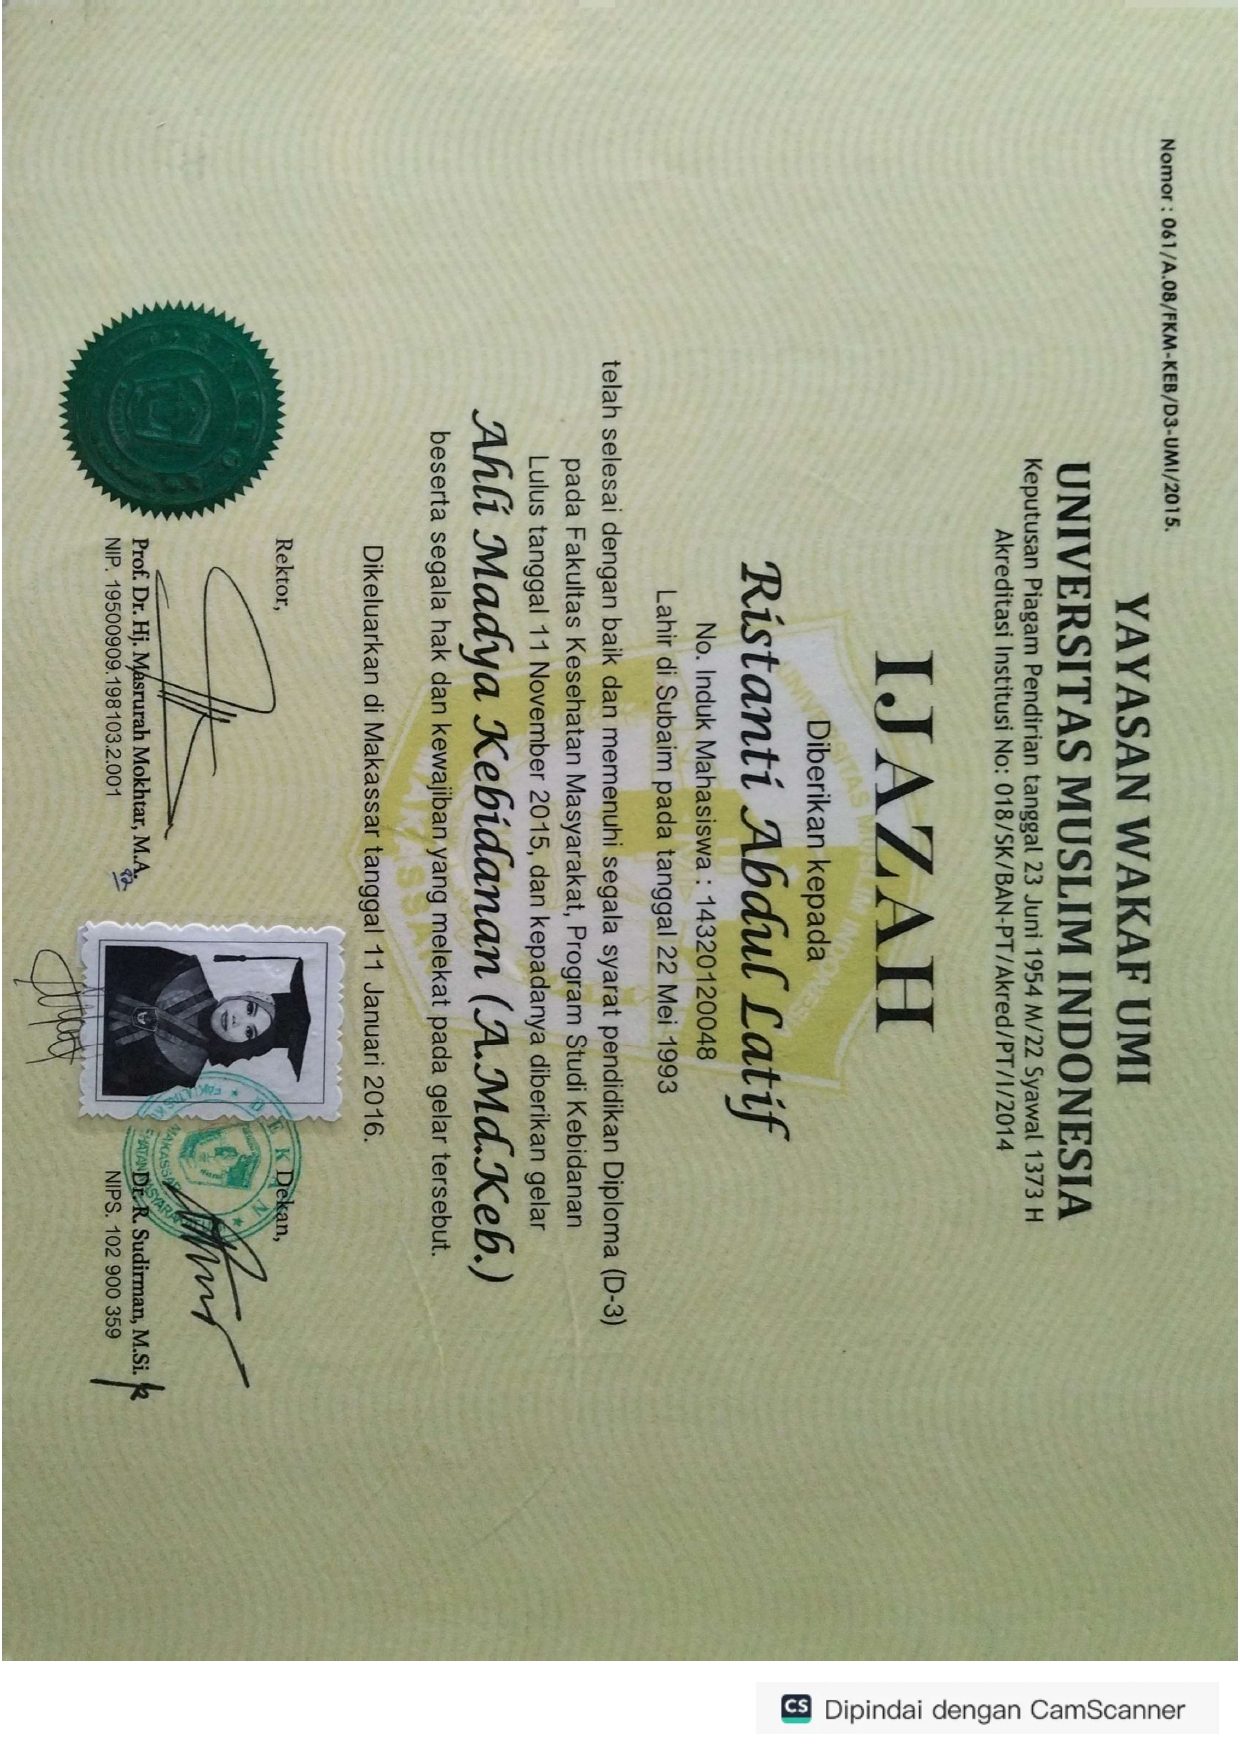 Nomor : 061/A.08/FKM-KEB/D3-UMI/2015.
YAYASAN WAKAF UMI
UNIVERSITAS MUSLIM INDONESIA
Keputusan Piagam Pendirian tanggal 23 Juni 1954 M/22 Syawal 1373 H
Akreditasi Institusi No: 018/SK/BAN-PT/Akred/PT/I/2014
IJAZAH
Diberikan kepada
Ristanti Abdul Latif
No. Induk Mahasiswa : 14320120048
Lahir di Subaim pada tanggal 22 Mei 1993
telah selesai dengan baik dan memenuhi segala syarat pendidikan Diploma (D-3)
pada Fakultas Kesehatan Masyarakat, Program Studi Kebidanan
Lulus tanggal 11 November 2015, dan kepadanya diberikan gelar
Ahli Madya Kebidanan (A.Md.Keb.)
beserta segala hak dan kewajiban yang melekat pada gelar tersebut.
Dikeluarkan di Makassar tanggal 11 Januari 2016.
Rektor,
Prof. Dr. Hj. Masrurah Mokhtar, M.A.
NIP. 19500909.198103.2.001
Dekan,
Dr. R. Sudirman, M.Si.
NIPS. 102 900 359
DEKAN
CS Dipindai dengan CamScanner